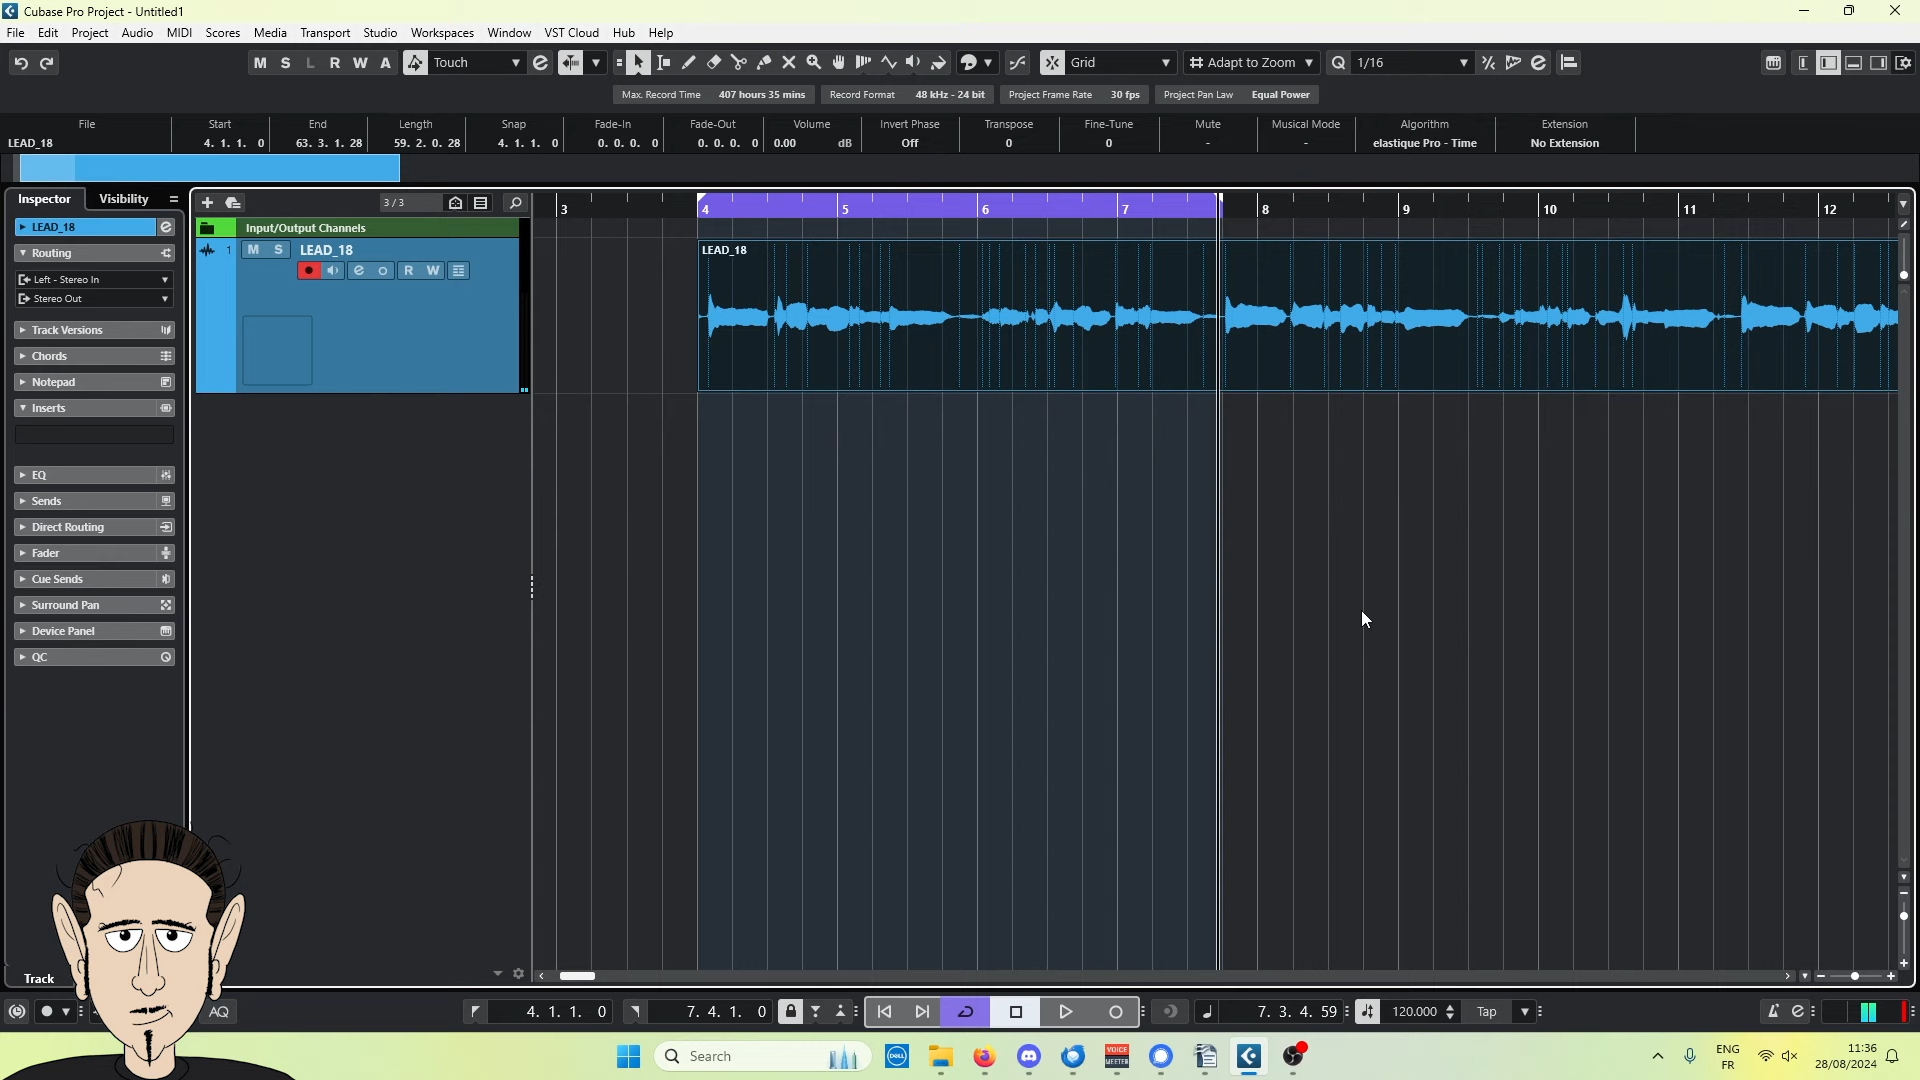 Cubase Pro Project - Untitled1
File Edit Project Audio MIDI Scores Media Transport Studio Workspaces Window VST Cloud Hub Help
M S L R W A Touch Grid Adapt to Zoom Q 1/16
Max. Record Time 407 hours 35 mins Record Format 48 kHz - 24 bit Project Frame Rate 30 fps Project Pan Law Equal Power
File Start End Length Snap Fade-In Fade-Out Volume Invert Phase Transpose Fine-Tune Mute Musical Mode Algorithm Extension
LEAD_18 4. 1. 1. 0 63. 3. 1. 28 59. 2. 0. 28 4. 1. 1. 0 0. 0. 0. 0 0. 0. 0. 0 0.00 dB Off 0 0 - - elastique Pro - Time No Extension
Inspector Visibility 3 / 3
3 4 5 6 7 8 9 10 11 12
LEAD_18
Input/Output Channels
Routing
1 M S LEAD_18
LEAD_18
R W
Left - Stereo In
Stereo Out
Track Versions
Chords
Notepad
Inserts
EQ
Sends
Direct Routing
Fader
Cue Sends
Surround Pan
Device Panel
QC
Track
AQ 4. 1. 1. 0 7. 4. 1. 0 7. 3. 4. 59 120.000 Tap
Search DELL VOICE MEETER
ENG
FR
11:36
28/08/2024